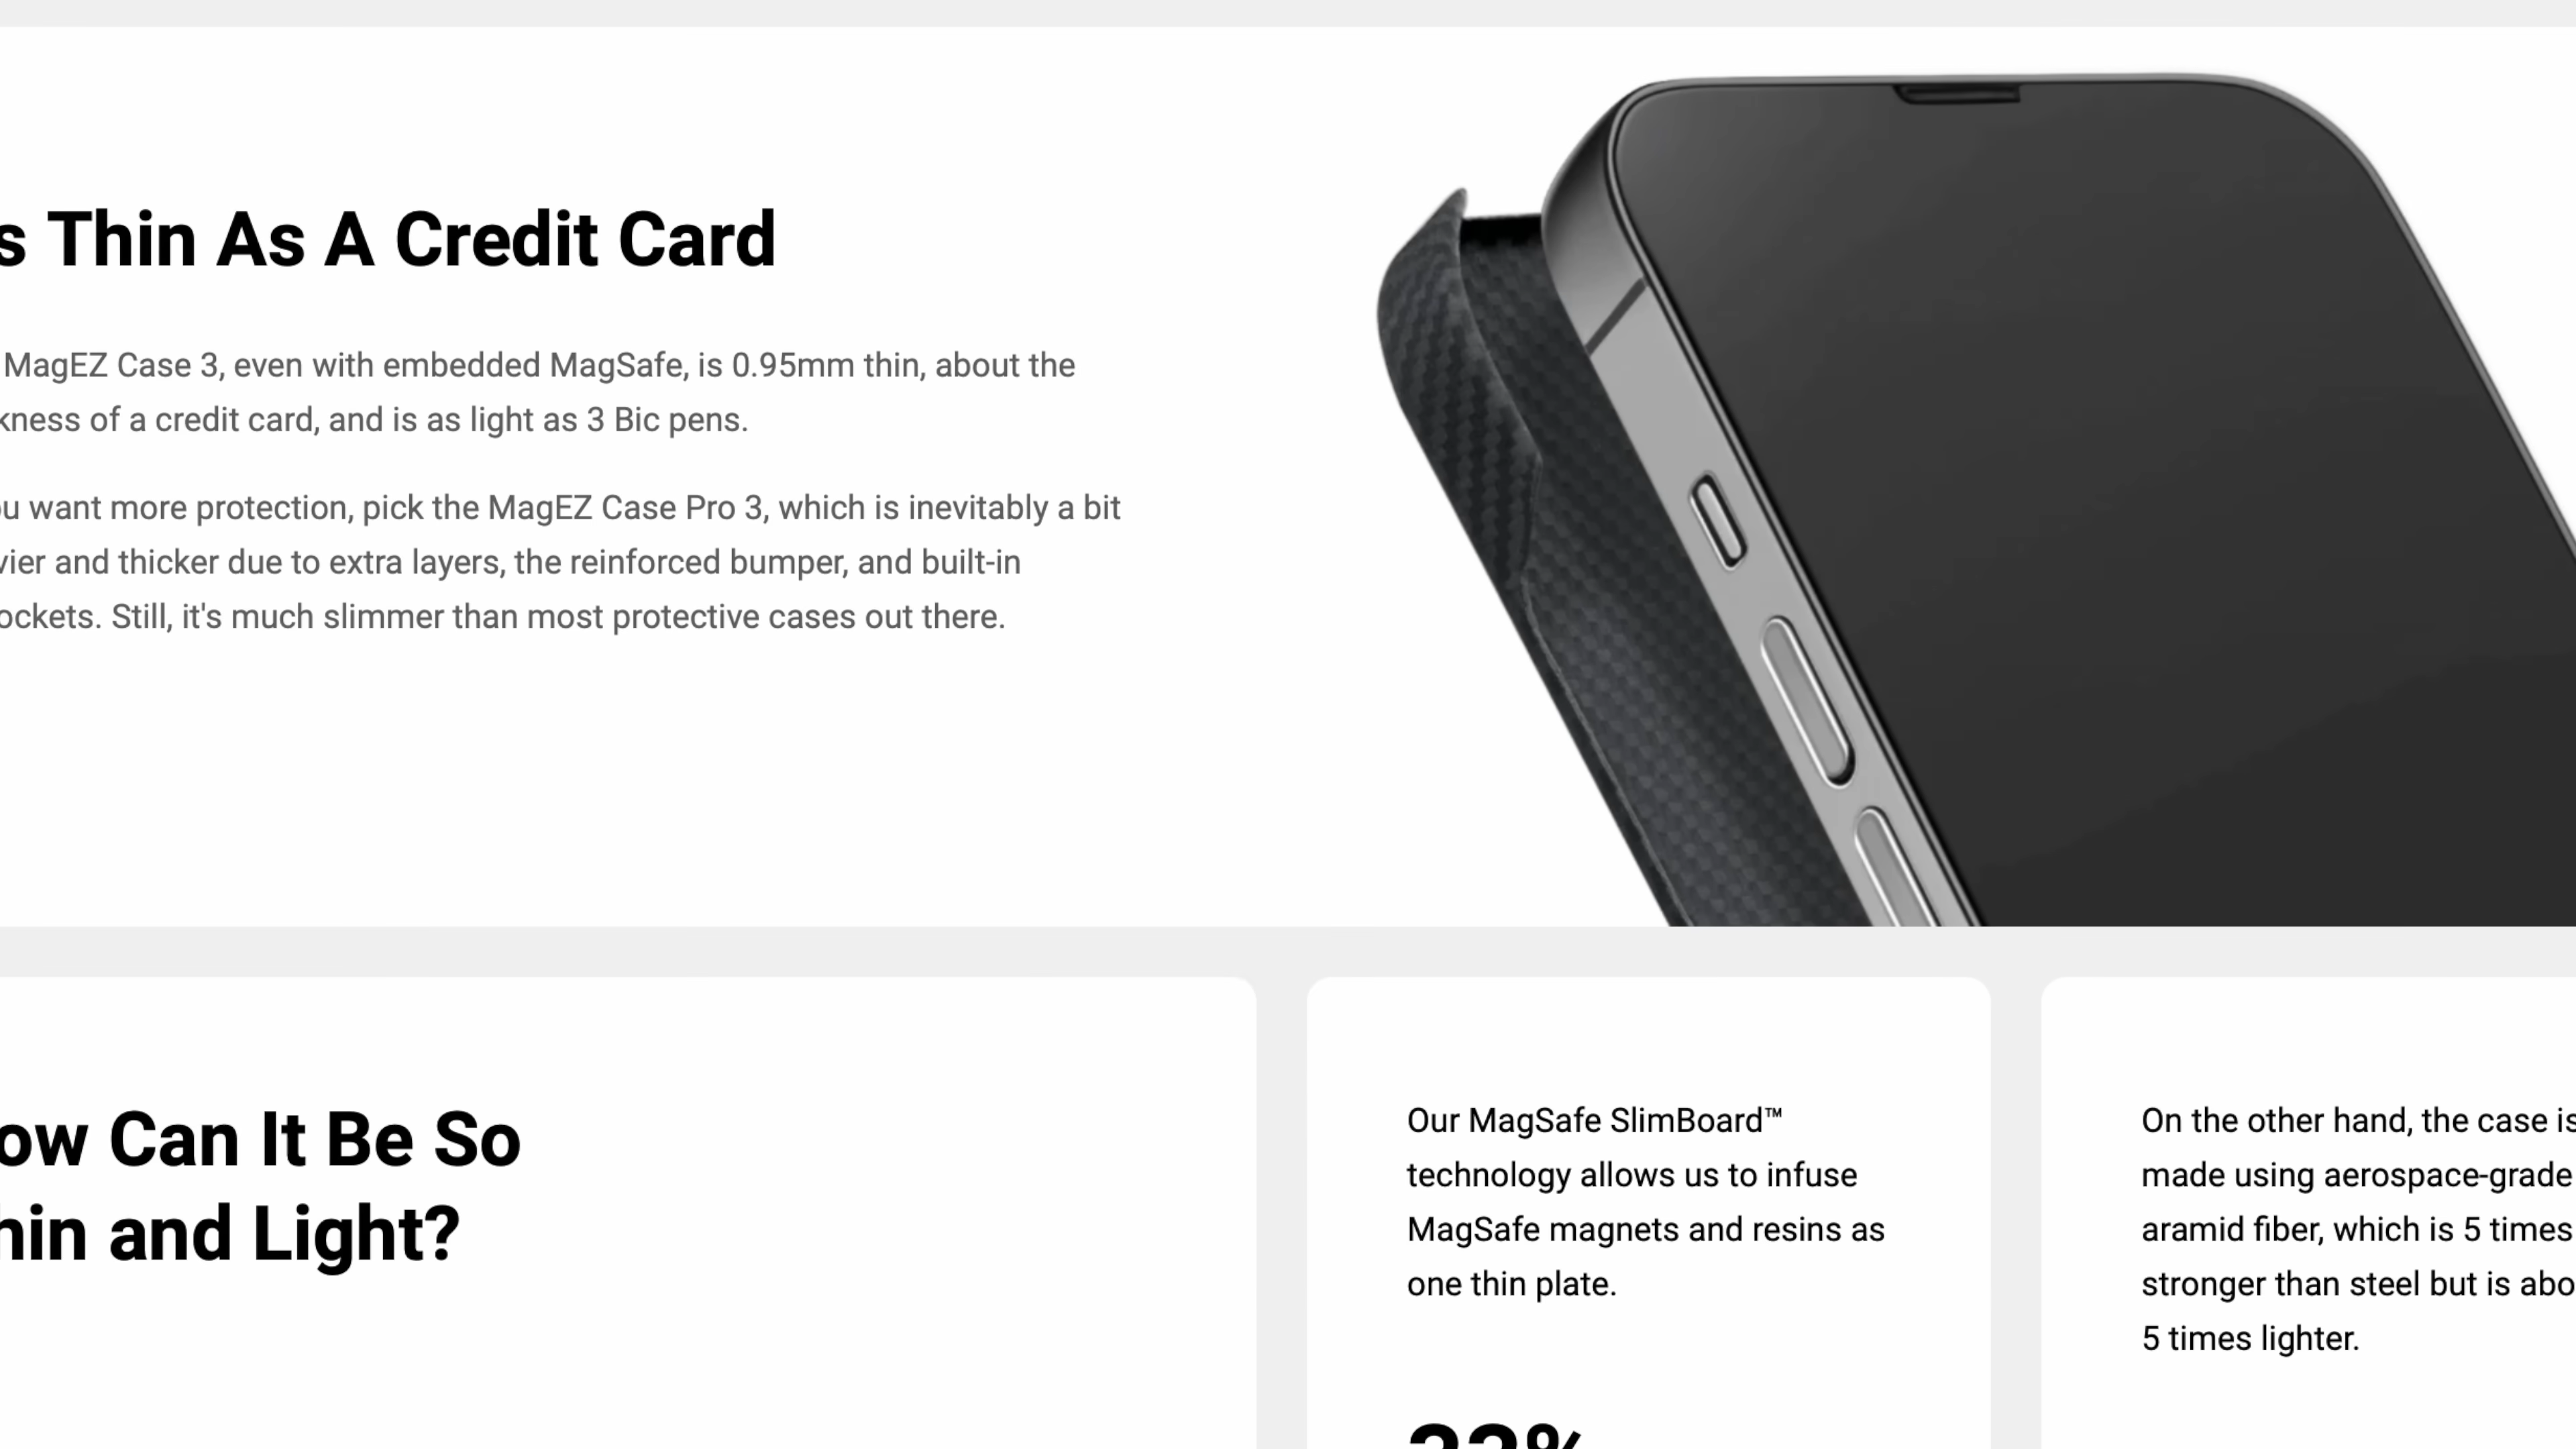 s Thin As A Credit Card
MagEZ Case 3, even with embedded MagSafe, is 0.95mm thin, about the
kness of a credit card, and is as light as 3 Bic pens.
ou want more protection, pick the MagEZ Case Pro 3, which is inevitably a bit
vier and thicker due to extra layers, the reinforced bumper, and built-in
ockets. Still, it's much slimmer than most protective cases out there.
ow Can It Be So
hin and Light?
Our MagSafe SlimBoard™
technology allows us to infuse
MagSafe magnets and resins as
one thin plate.
On the other hand, the case is
made using aerospace-grade
aramid fiber, which is 5 times
stronger than steel but is abo
5 times lighter.